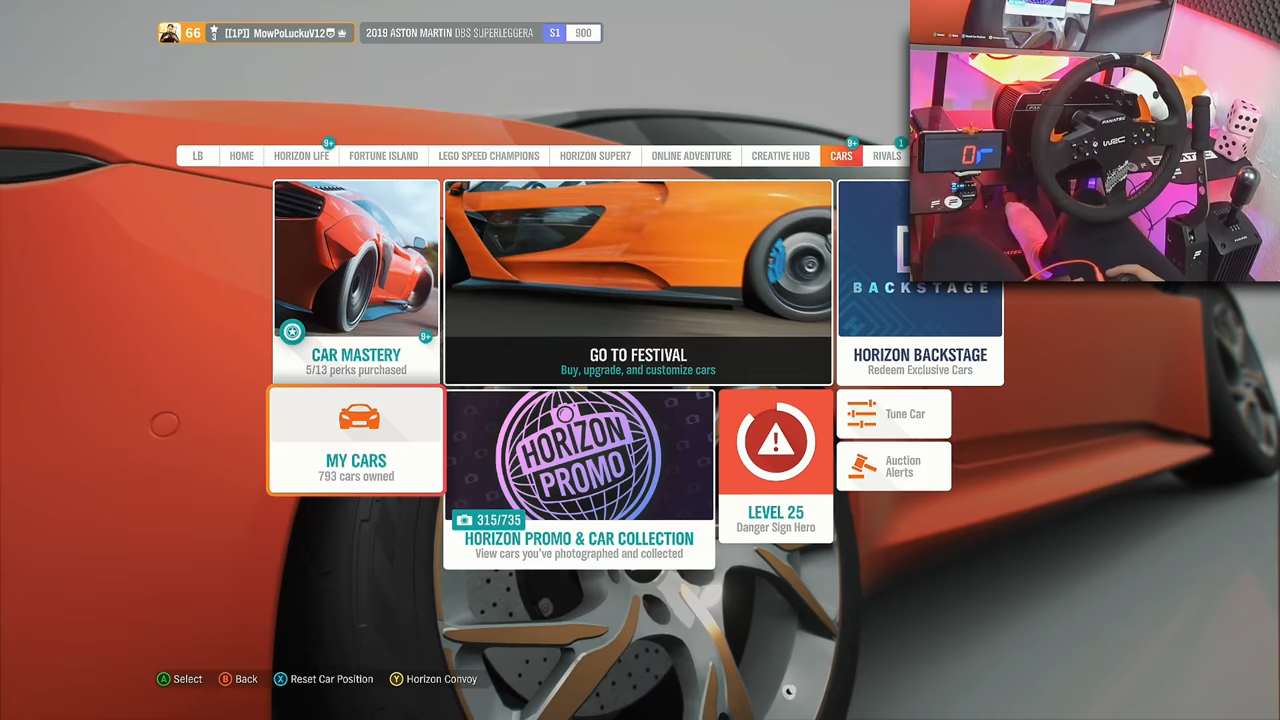 66
3
[[1P]] MowPoLuckuV12
2019 ASTON MARTIN DBS SUPERLEGGERA
S1
900
LB
HOME
HORIZON LIFE
9+
FORTUNE ISLAND
LEGO SPEED CHAMPIONS
HORIZON SUPER7
ONLINE ADVENTURE
CREATIVE HUB
CARS
9+
RIVALS
1
FANATEC
WRC
9+
CAR MASTERY
5/13 perks purchased
GO TO FESTIVAL
Buy, upgrade, and customize cars
BACKSTAGE
HORIZON BACKSTAGE
Redeem Exclusive Cars
MY CARS
793 cars owned
HORIZON
PROMO
315/735
HORIZON PROMO & CAR COLLECTION
View cars you've photographed and collected
LEVEL 25
Danger Sign Hero
Tune Car
Auction
Alerts
A Select
B Back
X Reset Car Position
Y Horizon Convoy